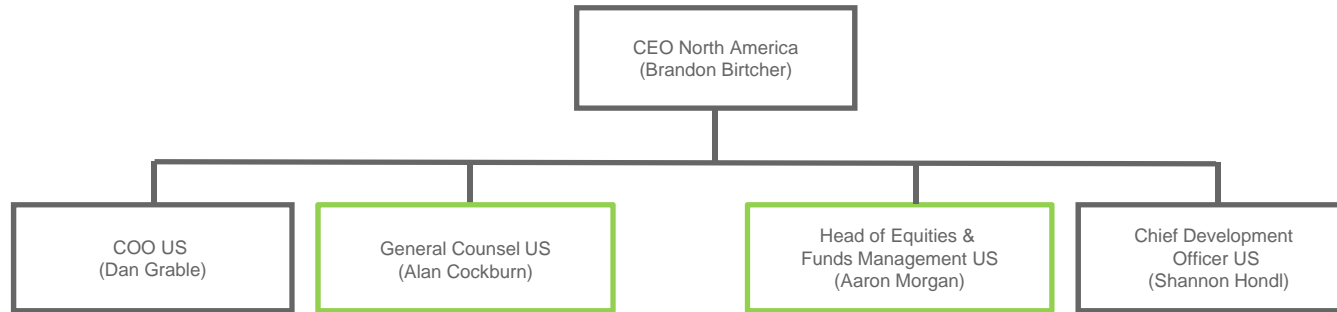 CEO North America
(Brandon Birtcher)
COO US
(Dan Grable)
General Counsel US
(Alan Cockburn)
Head of Equities &
Funds Management US
(Aaron Morgan)
Chief Development
Officer US
(Shannon Hondl)